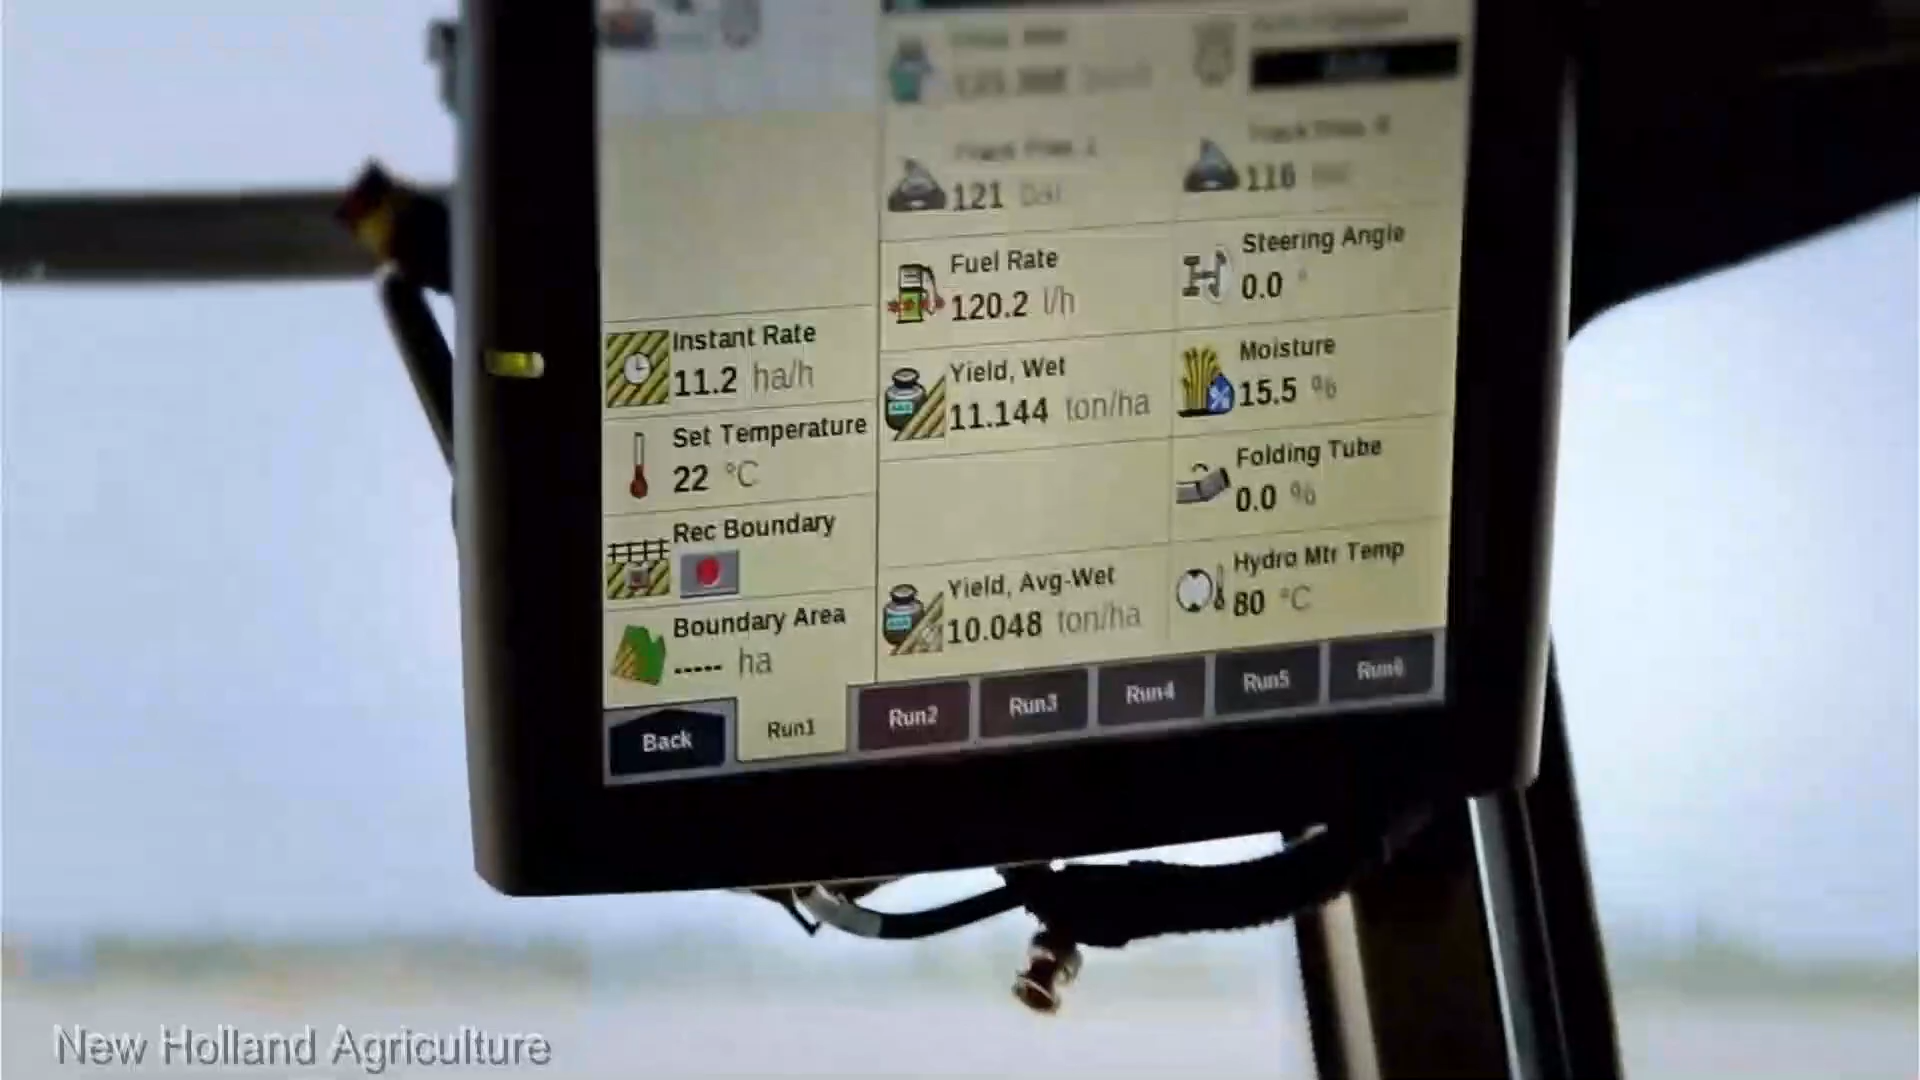 121 bar
116
Fuel Rate
120.2 l/h
Steering Angle
0.0 °
Instant Rate
11.2 ha/h
Yield, Wet
11.144 ton/ha
Moisture
15.5 %
Set Temperature
22 °C
Folding Tube
0.0 %
Rec Boundary
Yield, Avg-Wet
10.048 ton/ha
Hydro Mtr Temp
80 °C
Boundary Area
----- ha
Back
Run1
Run2
Run3
Run4
Run5
Run6
New Holland Agriculture